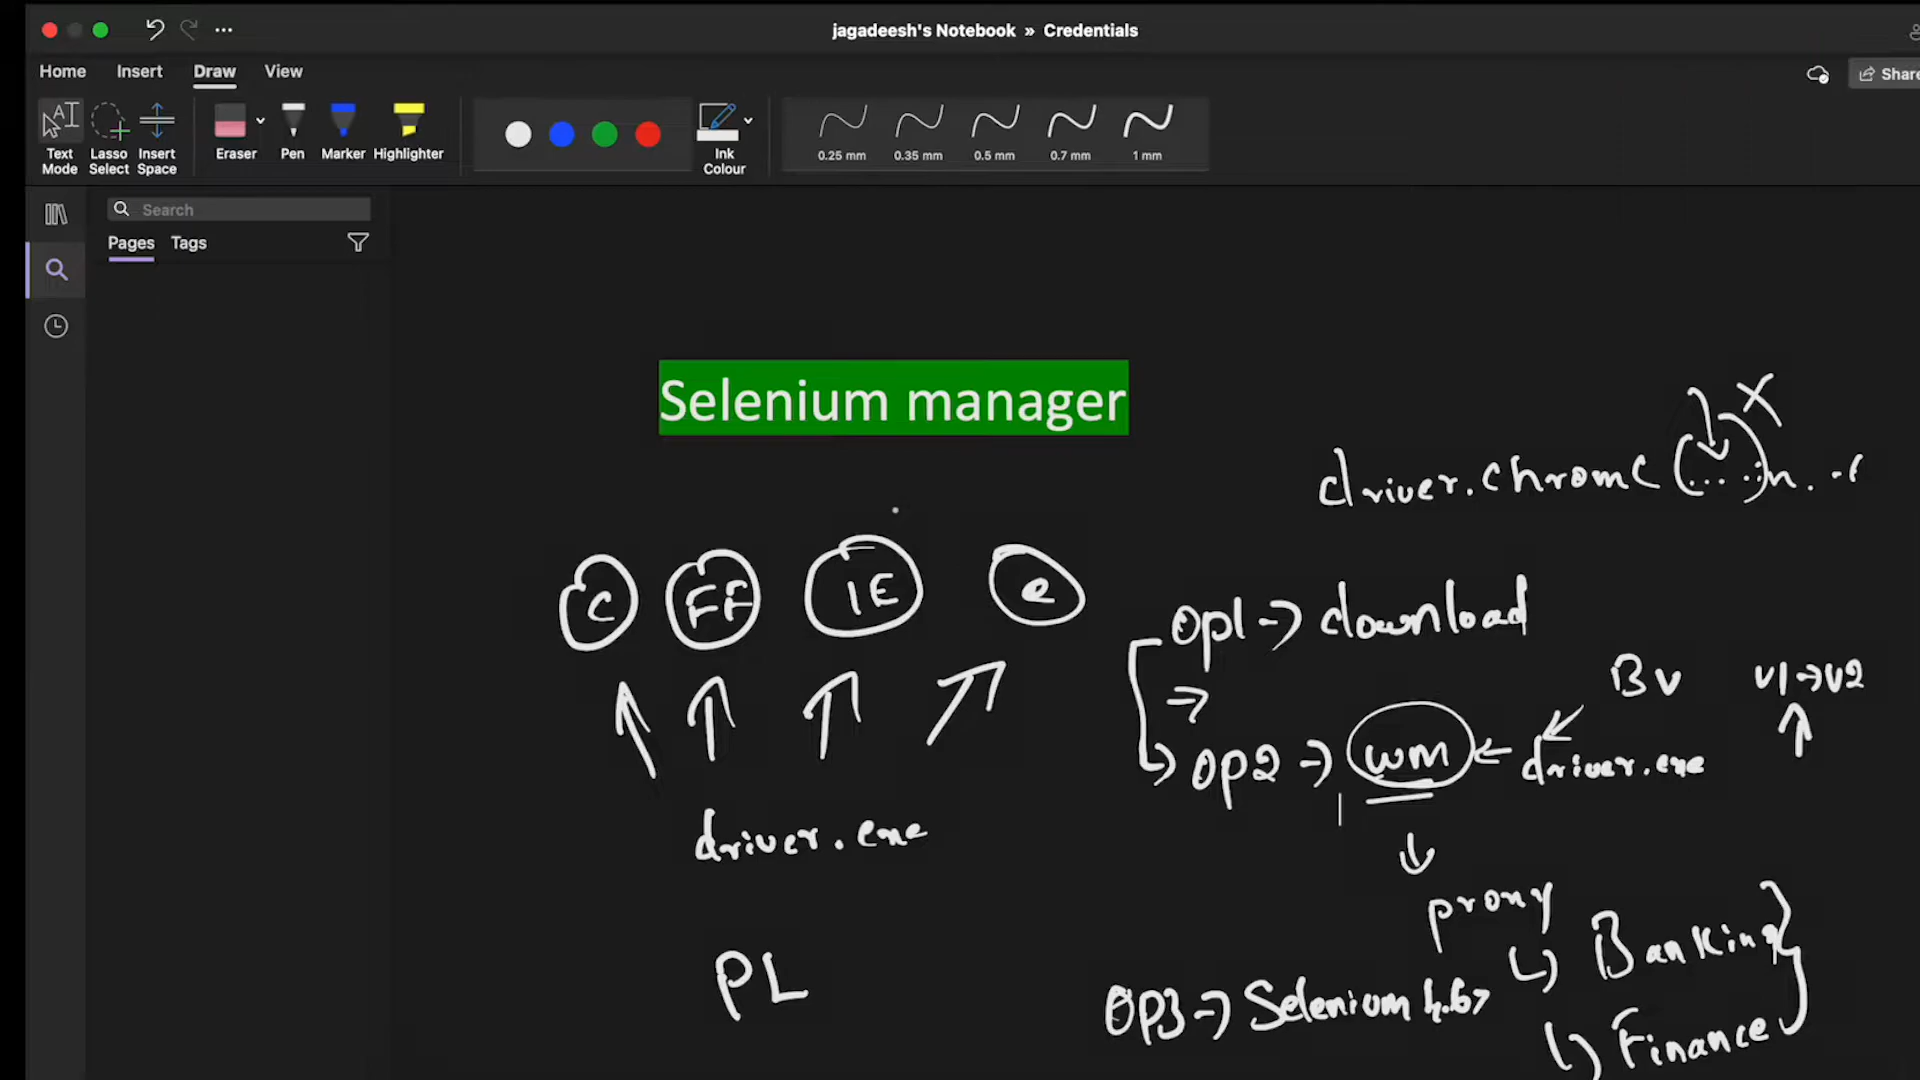 jagadeesh's Notebook » Credentials
Home Insert Draw View
Share
Text Mode
Lasso Select
Insert Space
Eraser
Pen
Marker
Highlighter
Ink Colour
0.25 mm 0.35 mm 0.5 mm 0.7 mm 1 mm
Search
Pages Tags
Selenium manager
X
driver.chrome
C FF IE e
Op1 -> download
BV V1->V2
->
Op2 -> WM <- driver.exe
driver.exe
proxy
Banking
PL
Op3 -> Selenium 4.6>
Finance